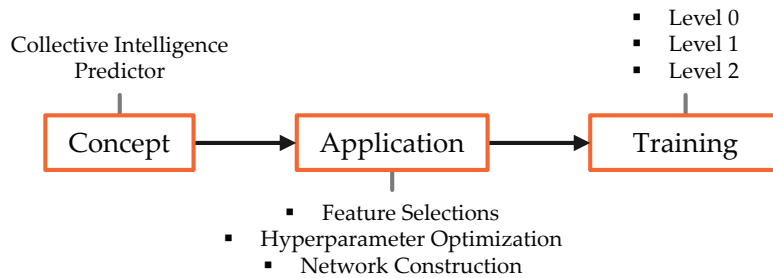 Collective Intelligence
Predictor
▪ Level 0
▪ Level 1
▪ Level 2
Concept
Application
Training
▪ Feature Selections
▪ Hyperparameter Optimization
▪ Network Construction